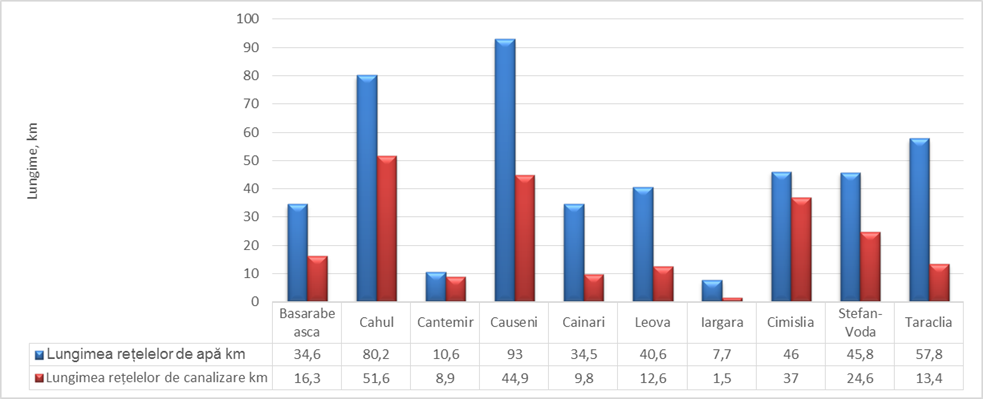 100
90
80
70
60
50
40
30
20
10
0
Lungime, km
Basarabe
asca
Cahul
Cantemir
Causeni
Cainari
Leova
Iargara
Cimislia
Stefan-
Voda
Taraclia
Lungimea rețelelor de apă km 34,6 80,2 10,6 93 34,5 40,6 7,7 46 45,8 57,8
Lungimea rețelelor de canalizare km 16,3 51,6 8,9 44,9 9,8 12,6 1,5 37 24,6 13,4